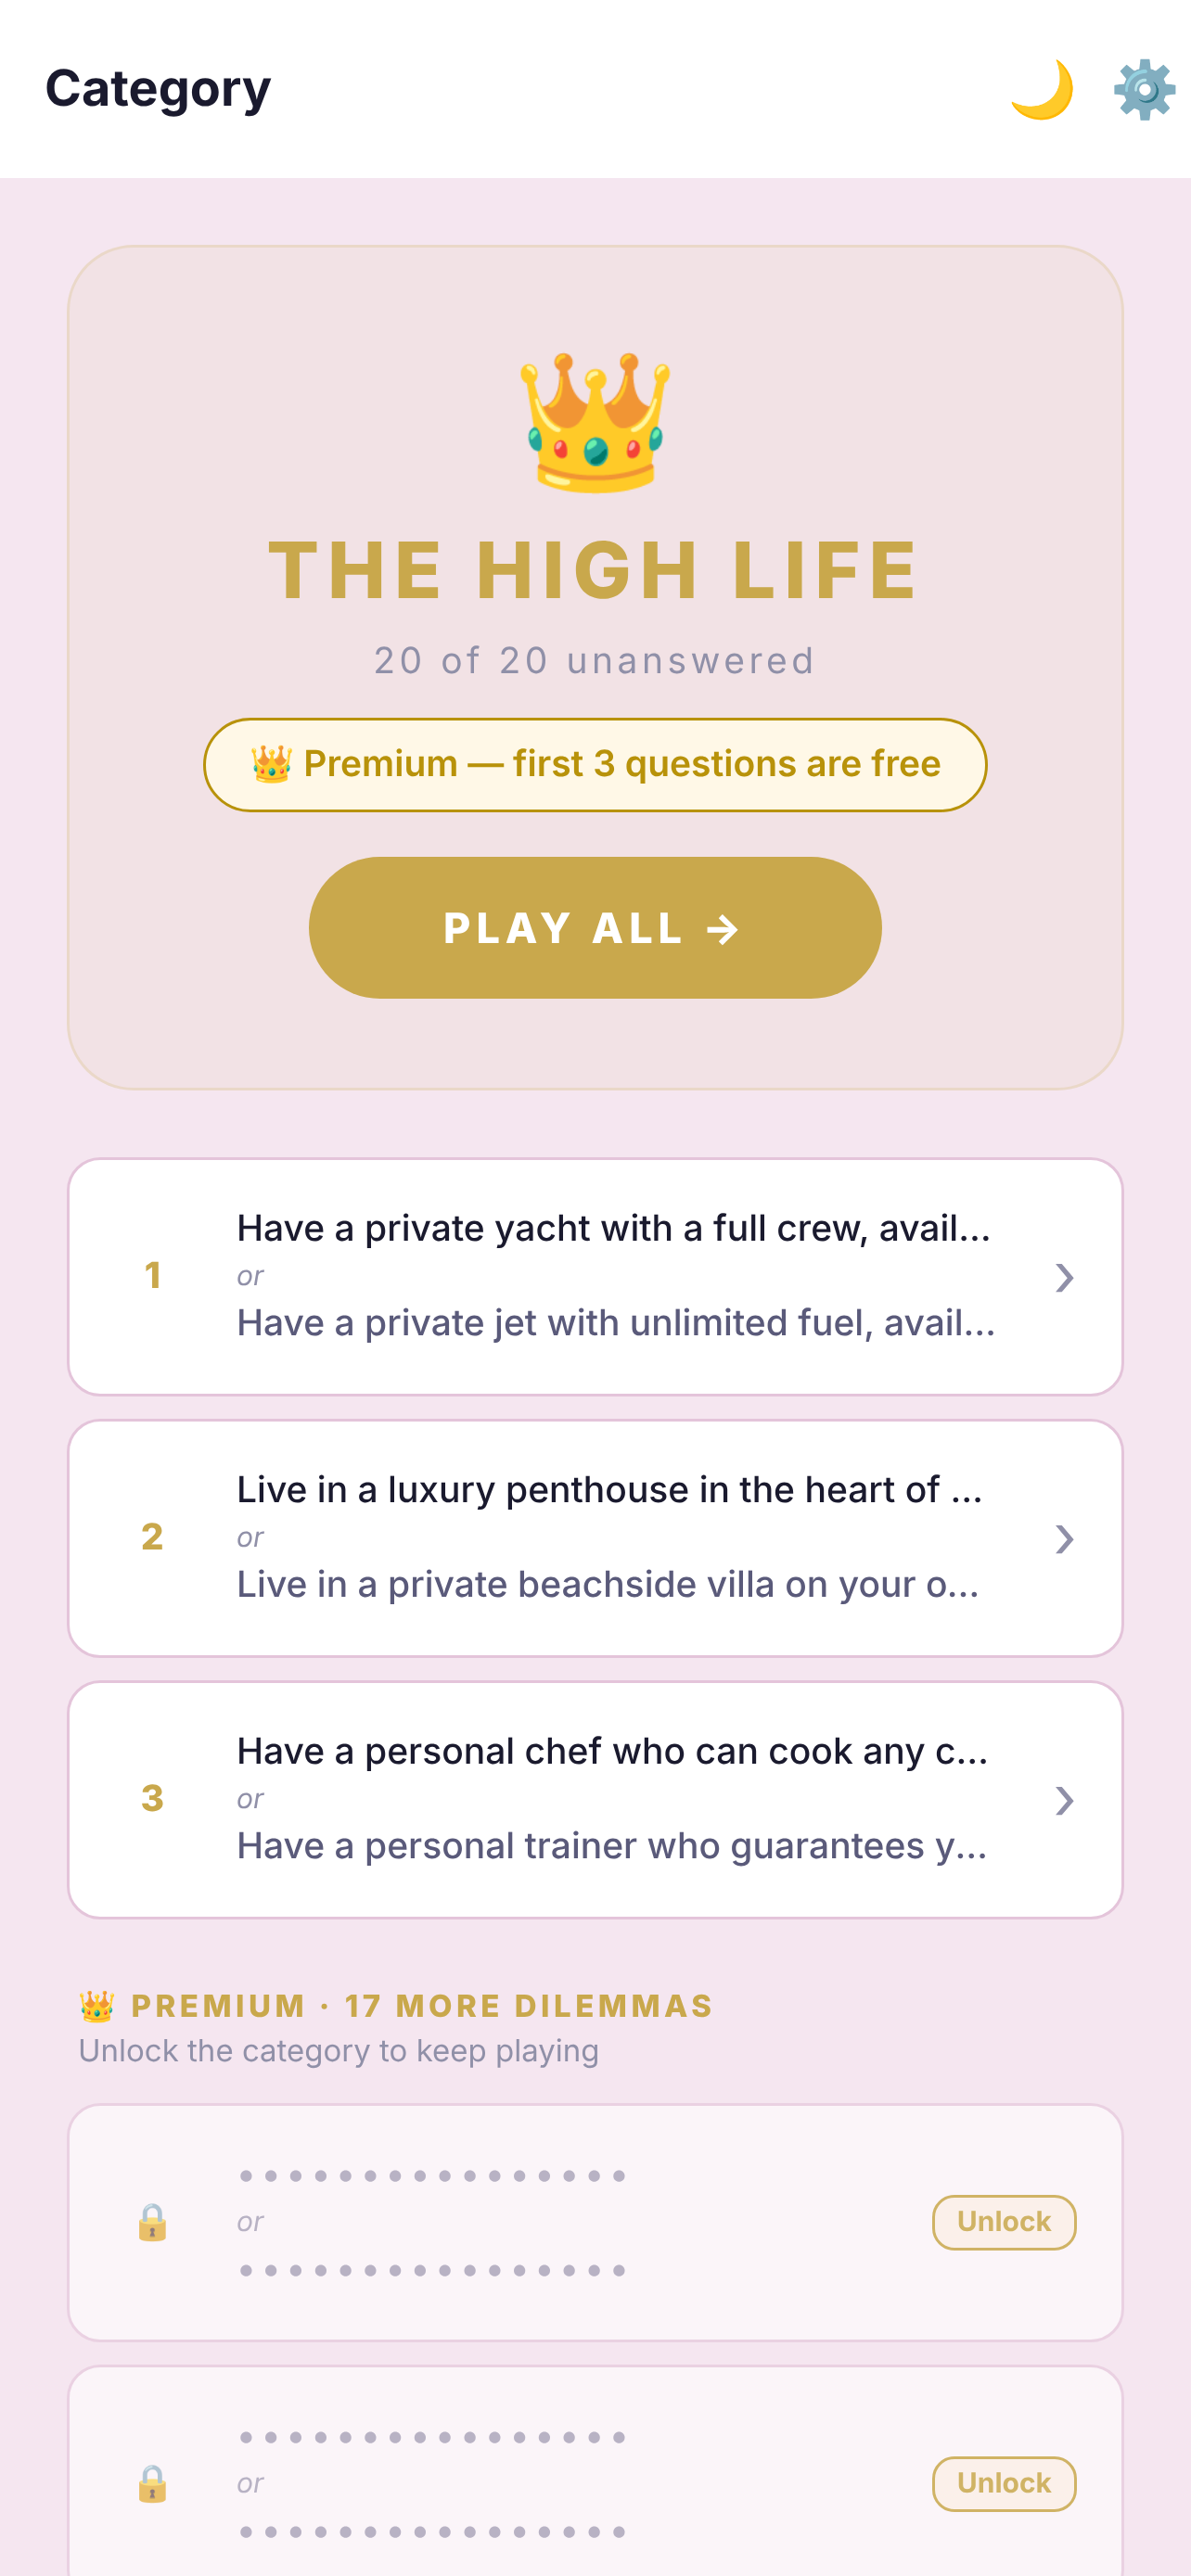 Category
THE HIGH LIFE
20 of 20 unanswered
👑 Premium — first 3 questions are free
PLAY ALL →
1
Have a private yacht with a full crew, avail...
or
Have a private jet with unlimited fuel, avail...
2
Live in a luxury penthouse in the heart of ...
or
Live in a private beachside villa on your o...
3
Have a personal chef who can cook any c...
or
Have a personal trainer who guarantees y...
👑 PREMIUM · 17 MORE DILEMMAS
Unlock the category to keep playing
••••••••••••••••
or
Unlock
••••••••••••••••
••••••••••••••••
or
Unlock
••••••••••••••••